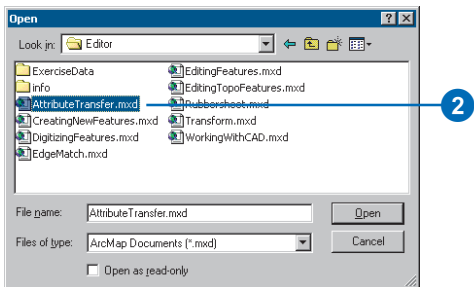 Open
Look in: Editor
ExerciseData
info
AttributeTransfer.mxd
CreatingNewFeatures.mxd
DigitizingFeatures.mxd
EdgeMatch.mxd
EditingFeatures.mxd
EditingTopoFeatures.mxd
Rubbersheet.mxd
Transform.mxd
WorkingWithCAD.mxd
2
File name: AttributeTransfer.mxd Open
Files of type: ArcMap Documents (*.mxd) Cancel
Open as read-only